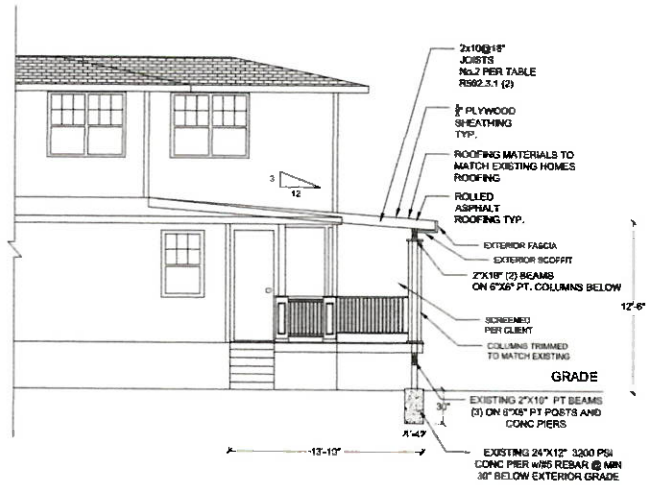 2x10@16"
JOISTS
No.2 PER TABLE
R502.3.1 (2)
PLYWOOD
SHEATHING
TYP.
ROOFING MATERIALS TO
MATCH EXISTING HOMES
ROOFING
ROLLED
ASPHALT
ROOFING TYP.
3
12
EXTERIOR FASCIA
EXTERIOR SCOFFIT
2"X10" (2) BEAMS
ON 6"X6" PT. COLUMNS BELOW
12'-6"
SCREENED
PER CLIENT
COLUMNS TRIMMED
TO MATCH EXISTING
GRADE
30"
EXISTING 2"X10" PT BEAMS
(3) ON 6"X6" PT POSTS AND
CONC PIERS
13'-10"
EXISTING 24"X12" 3200 PSI
CONC PIER w/#5 REBAR @ MIN
30" BELOW EXTERIOR GRADE